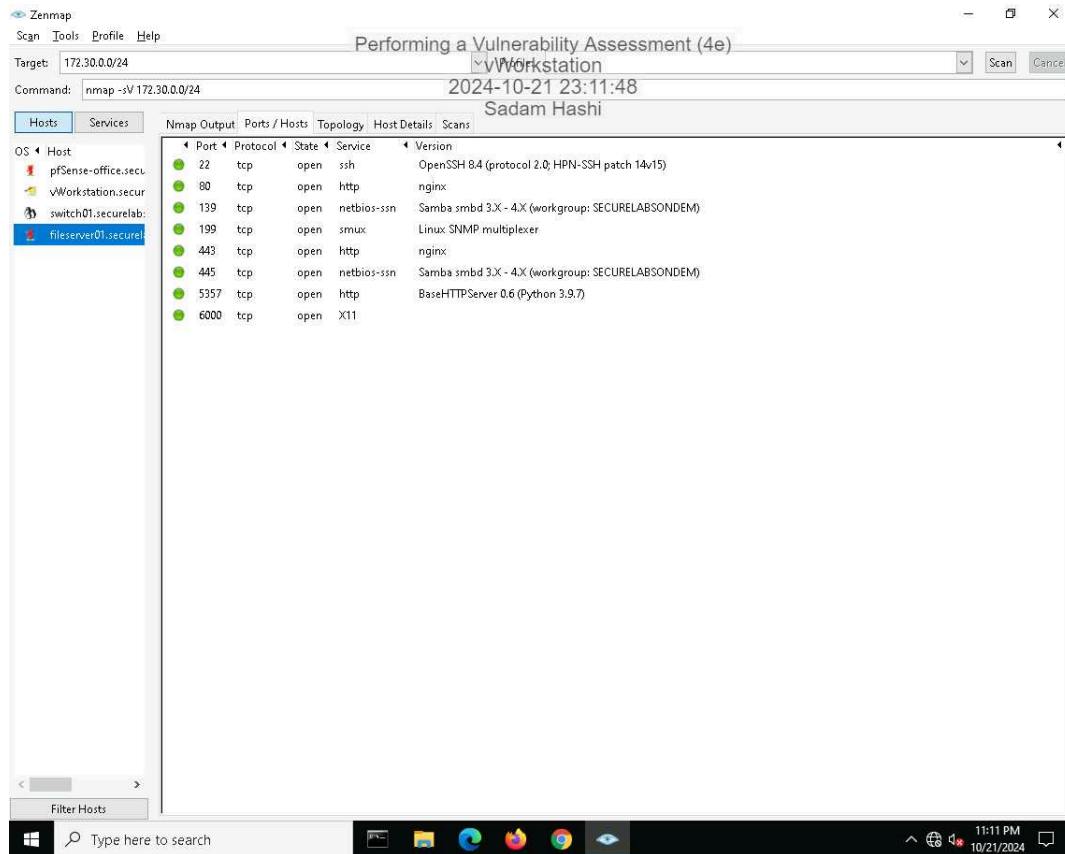 Zenmap
Scan Tools Profile Help
Performing a Vulnerability Assessment (4e)
Target: 172.30.0.0/24
vWorkstation
Scan Cance
Command: nmap -sV 172.30.0.0/24
2024-10-21 23:11:48
Sadam Hashi
Hosts Services
Nmap Output Ports / Hosts Topology Host Details Scans
OS Host
Port Protocol State Service Version
pfSense-office.secu
vWorkstation.secur
switch01.securelab
fileserver01.securel
22 tcp open ssh OpenSSH 8.4 (protocol 2.0; HPN-SSH patch 14v15)
80 tcp open http nginx
139 tcp open netbios-ssn Samba smbd 3.X - 4.X (workgroup: SECURELABSONDEM)
199 tcp open smux Linux SNMP multiplexer
443 tcp open http nginx
445 tcp open netbios-ssn Samba smbd 3.X - 4.X (workgroup: SECURELABSONDEM)
5357 tcp open http BaseHTTPServer 0.6 (Python 3.9.7)
6000 tcp open X11
Filter Hosts
Type here to search
11:11 PM
10/21/2024